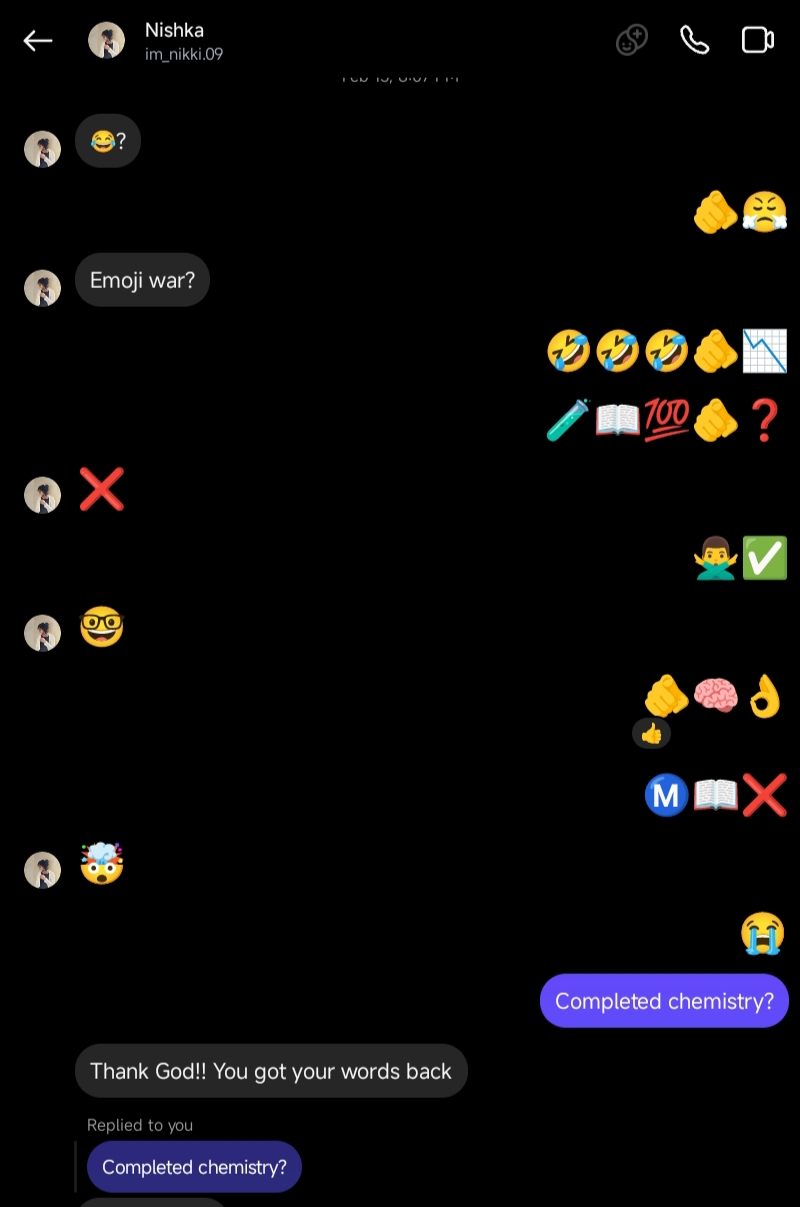 Nishka
im_nikki.09
😂?
🫵😤
Emoji war?
🤣🤣🤣🫵📉
🧪📖💯🫵❓
❌
🙅‍♂️✅
🤓
🫵🧠👌
👍
Ⓜ️📖❌
🤯
😭
Completed chemistry?
Thank God!! You got your words back
Replied to you
Completed chemistry?